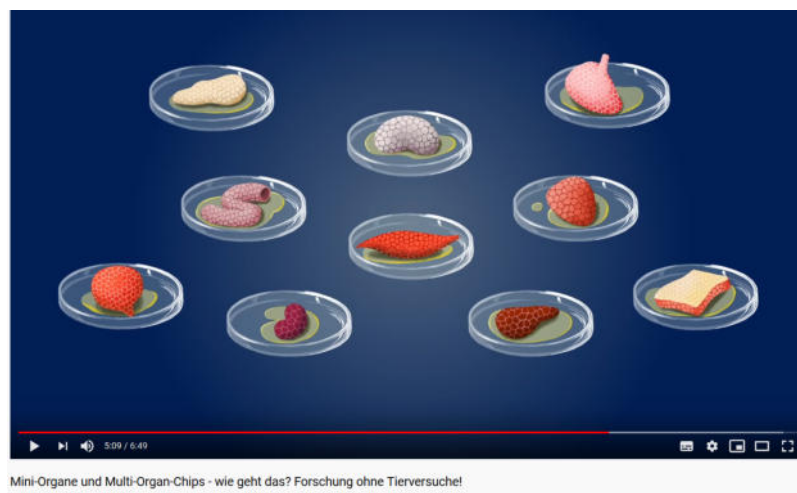 5:09 / 6:49
Mini-Organe und Multi-Organ-Chips - wie geht das? Forschung ohne Tierversuche!